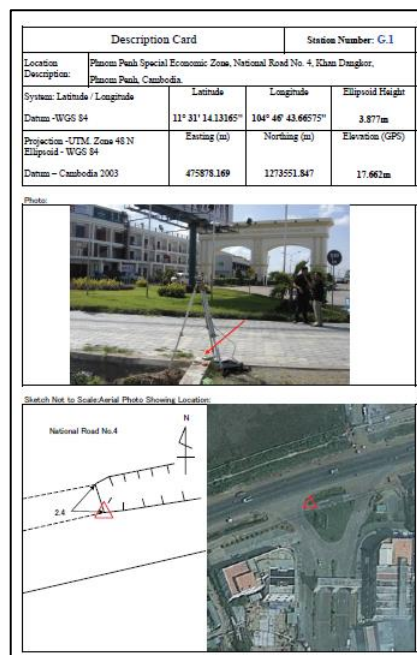 Description Card
Station Number: G.1
Location Description:
Phnom Penh Special Economic Zone, National Road No. 4, Khan Dangkor,
Phnom Penh, Cambodia.
System: Latitude / Longitude
Datum -WGS 84
Latitude
11° 31' 14.13165"
Longitude
104° 46' 43.66575"
Ellipsoid Height
3.877m
Projection -UTM. Zone 48 N
Ellipsoid - WGS 84
Datum – Cambodia 2003
Easting (m)
475878.169
Northing (m)
1273551.847
Elevation (GPS)
17.662m
Photo:
Sketch Not to Scale:Aerial Photo Showing Location:
National Road No.4
N
2.4